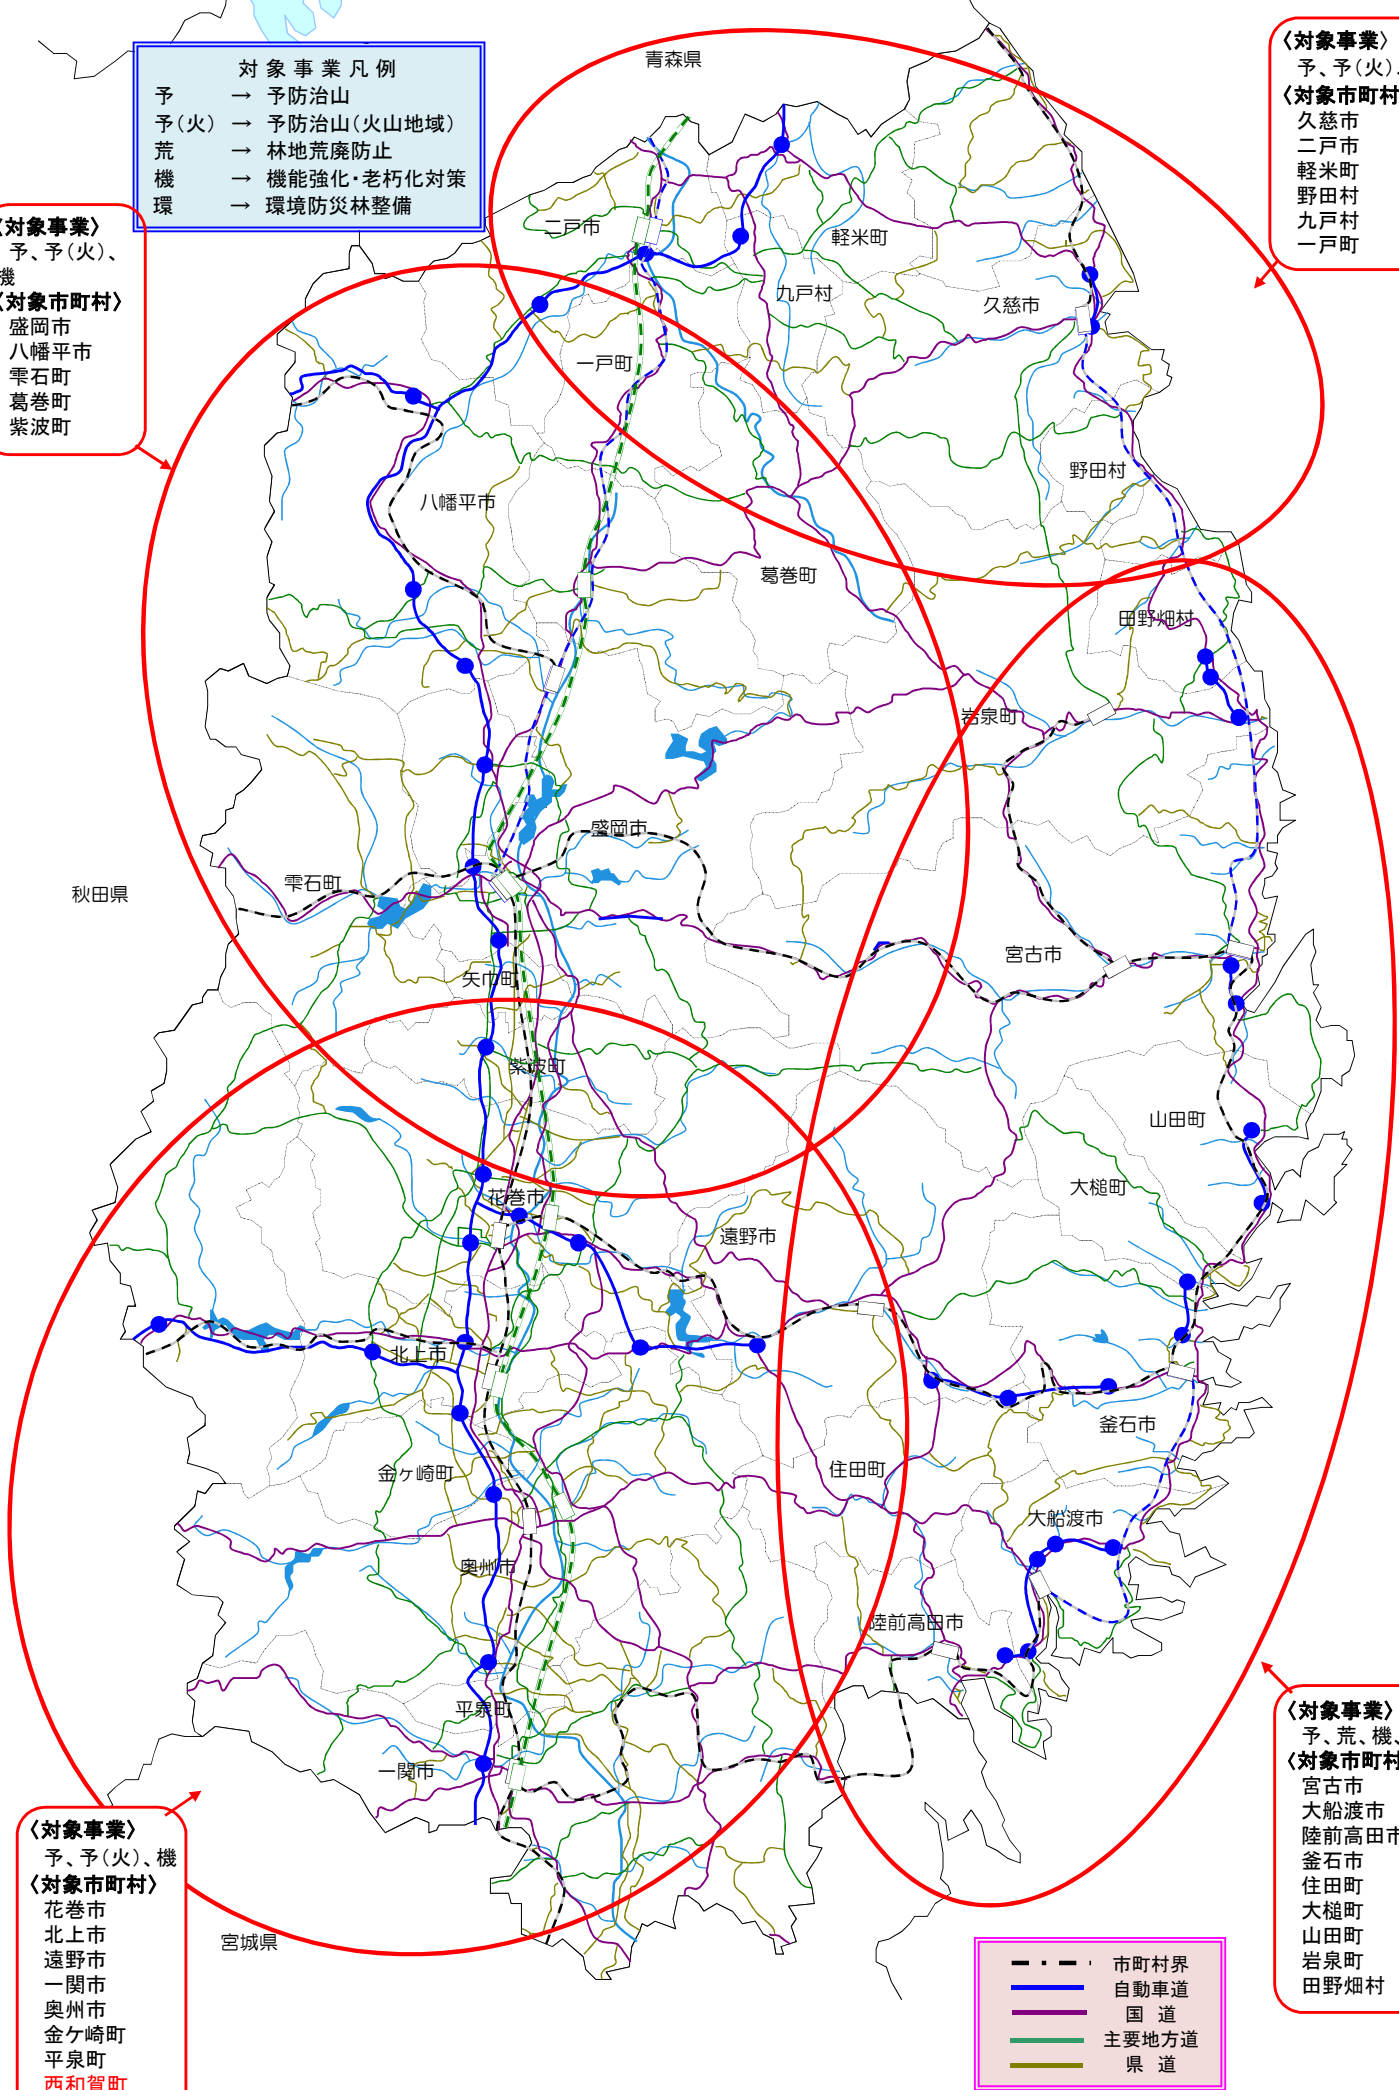 対象事業凡例
予 → 予防治山
予(火) → 予防治山(火山地域)
荒 → 林地荒廃防止
機 → 機能強化・老朽化対策
環 → 環境防災林整備
〈対象事業〉
予、予(火)、
〈対象市町村
久慈市
二戸市
軽米町
野田村
九戸村
一戸町
〈対象事業〉
予、予(火)、
機
〈対象市町村〉
盛岡市
八幡平市
雫石町
葛巻町
紫波町
青森県
二戸市
軽米町
九戸村
久慈市
一戸町
野田村
八幡平市
葛巻町
田野畑村
岩泉町
盛岡市
雫石町
秋田県
宮古市
矢巾町
紫波町
山田町
大槌町
花巻市
遠野市
北上市
釜石市
金ヶ崎町
住田町
大船渡市
奥州市
陸前高田市
平泉町
一関市
宮城県
〈対象事業〉
予、予(火)、機
〈対象市町村〉
花巻市
北上市
遠野市
一関市
奥州市
金ケ崎町
平泉町
西和賀町
〈対象事業〉
予、荒、機、
〈対象市町村
宮古市
大船渡市
陸前高田市
釜石市
住田町
大槌町
山田町
岩泉町
田野畑村
市町村界
自動車道
国 道
主要地方道
県 道